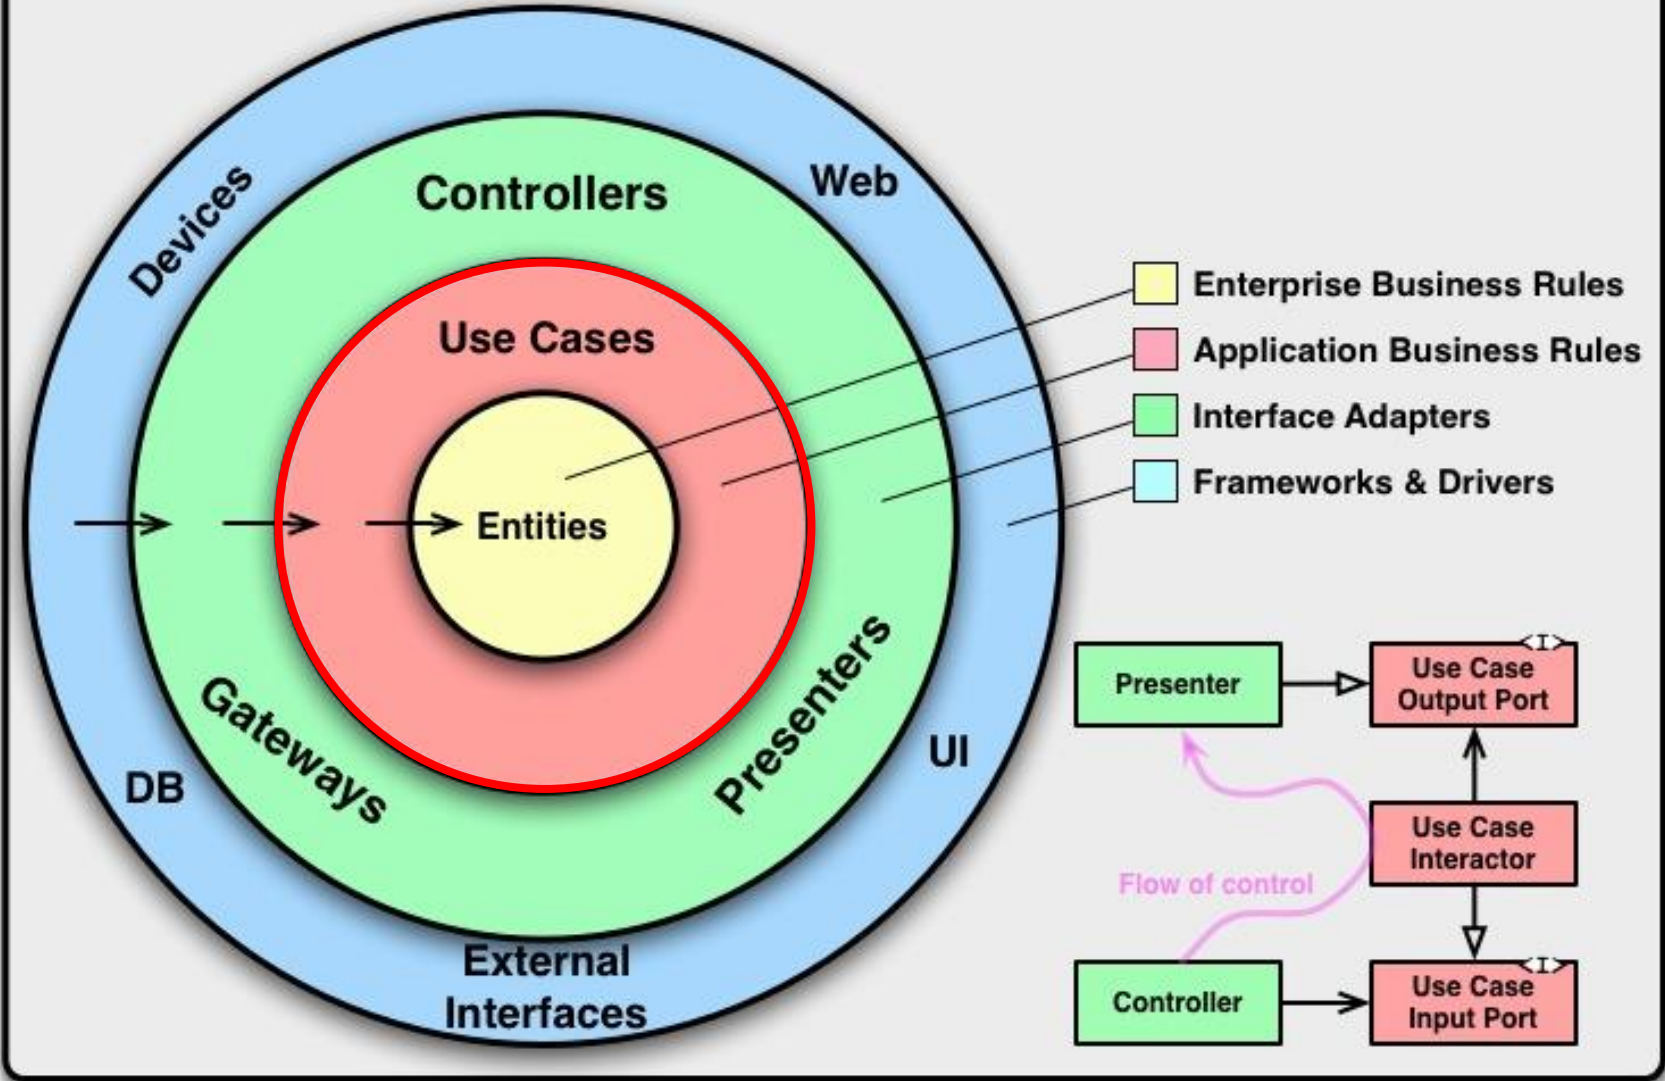 Devices
Controllers
Web
Use Cases
Entities
Gateways
Presenters
DB
UI
External
Interfaces
Enterprise Business Rules
Application Business Rules
Interface Adapters
Frameworks & Drivers
Presenter
<I>
Use Case
Output Port
Use Case
Interactor
Flow of control
Controller
<I>
Use Case
Input Port